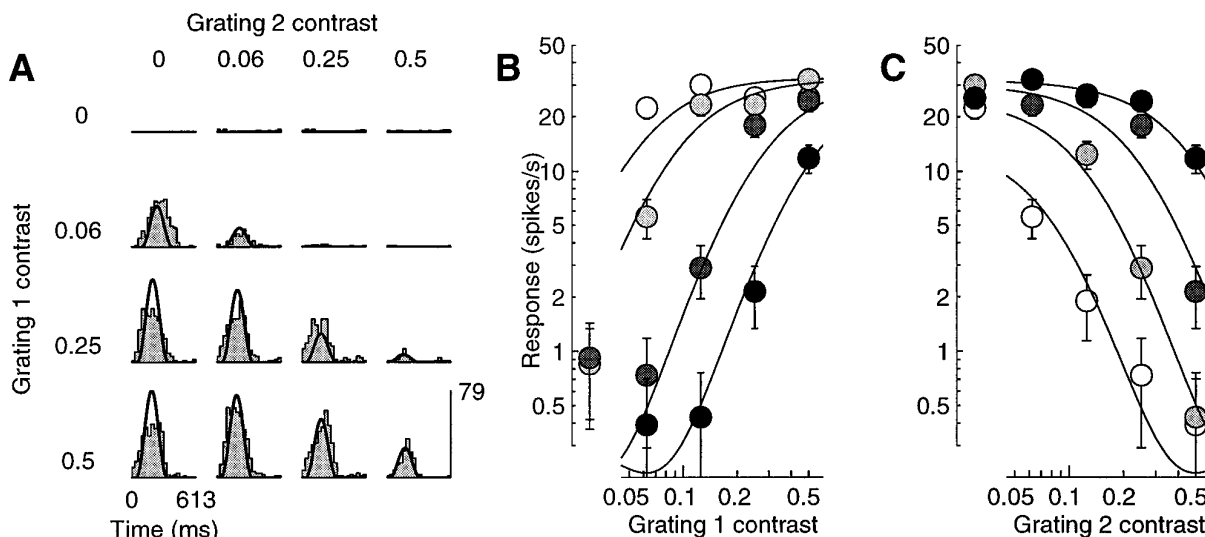 Grating 2 contrast
A
0 0.06 0.25 0.5
Grating 1 contrast
0
0.06
0.25
0.5
79
0 613
Time (ms)
B
Response (spikes/s)
50
20
10
5
2
1
0.5
0.05 0.1 0.2 0.5
Grating 1 contrast
C
50
20
10
5
2
1
0.5
0.05 0.1 0.2 0.5
Grating 2 contrast